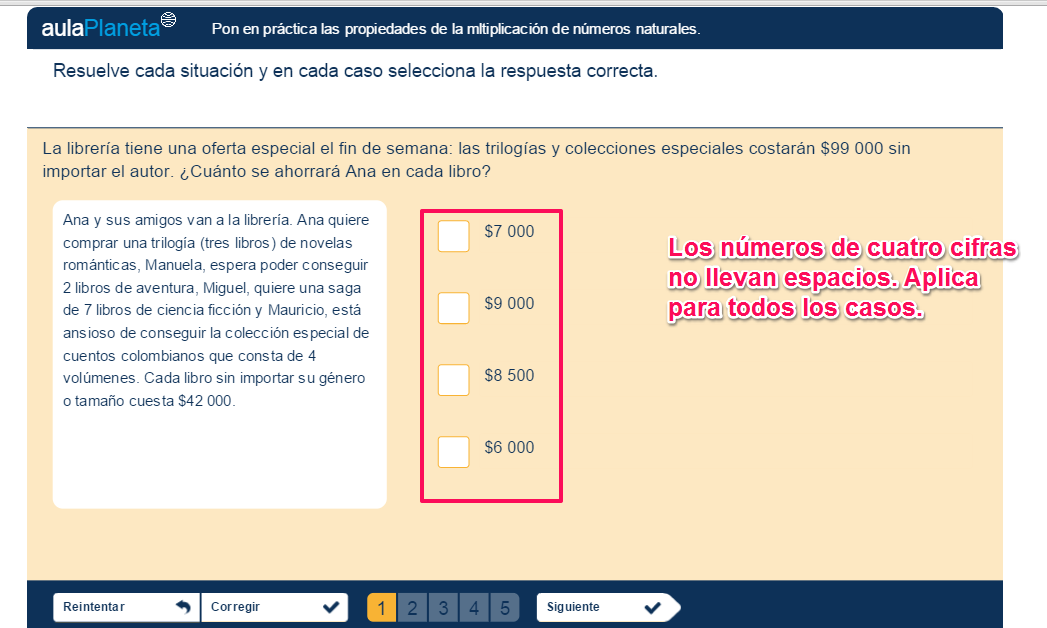 aulaPlaneta
Pon en práctica las propiedades de la mltiplicación de números naturales.
Resuelve cada situación y en cada caso selecciona la respuesta correcta.
La librería tiene una oferta especial el fin de semana: las trilogías y colecciones especiales costarán $99 000 sin
importar el autor. ¿Cuánto se ahorrará Ana en cada libro?
Ana y sus amigos van a la librería. Ana quiere
comprar una trilogía (tres libros) de novelas
románticas, Manuela, espera poder conseguir
2 libros de aventura, Miguel, quiere una saga
de 7 libros de ciencia ficción y Mauricio, está
ansioso de conseguir la colección especial de
cuentos colombianos que consta de 4
volúmenes. Cada libro sin importar su género
o tamaño cuesta $42 000.
$7 000
$9 000
$8 500
$6 000
Los números de cuatro cifras
no llevan espacios. Aplica
para todos los casos.
Reintentar
Corregir
1 2 3 4 5
Siguiente